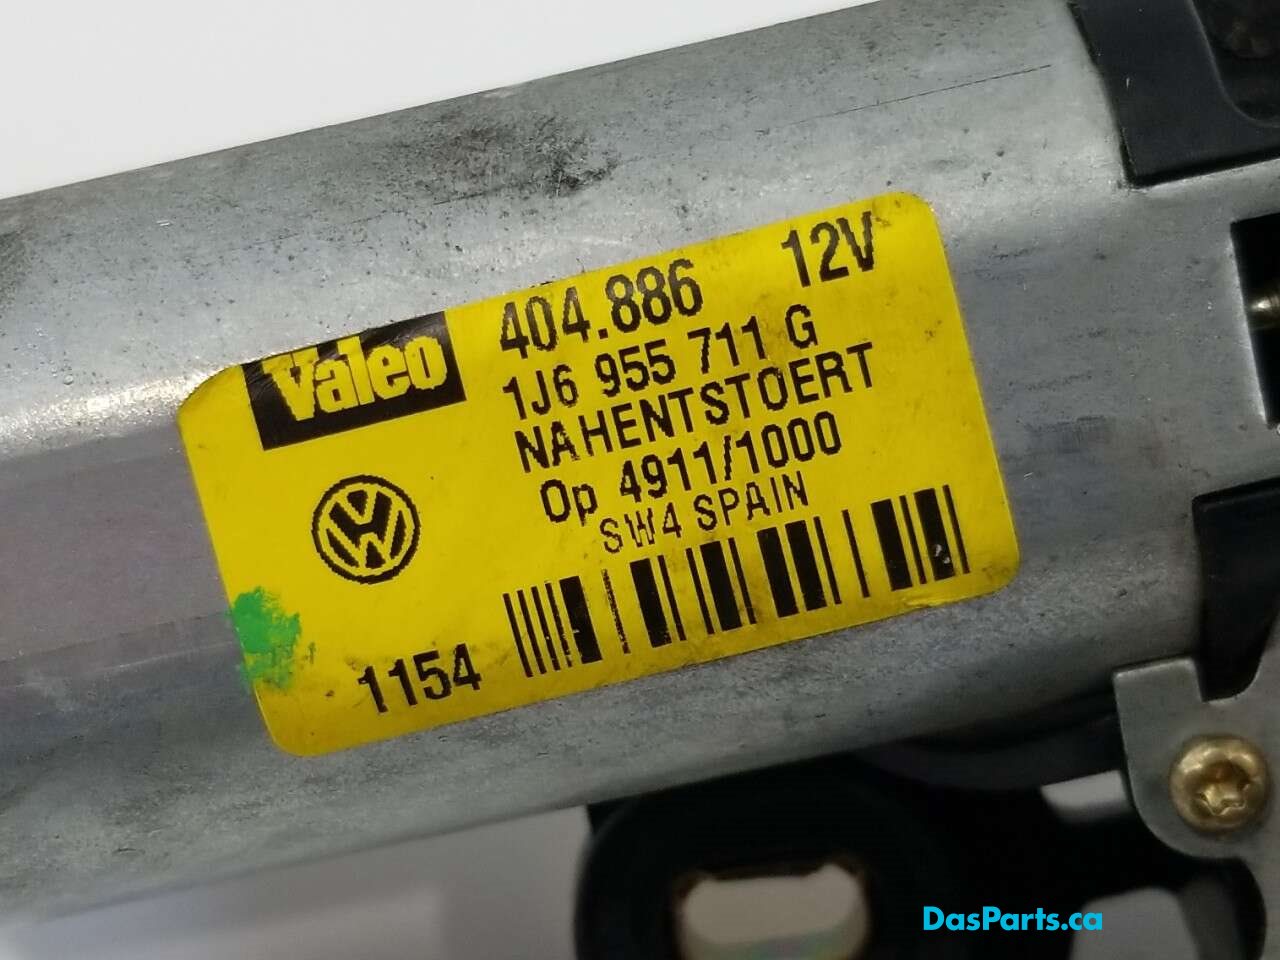 Valeo
404.886 12V
1J6 955 711 G
NAHENTSTOERT
Op 4911/1000
SW4 SPAIN
1154
DasParts.ca